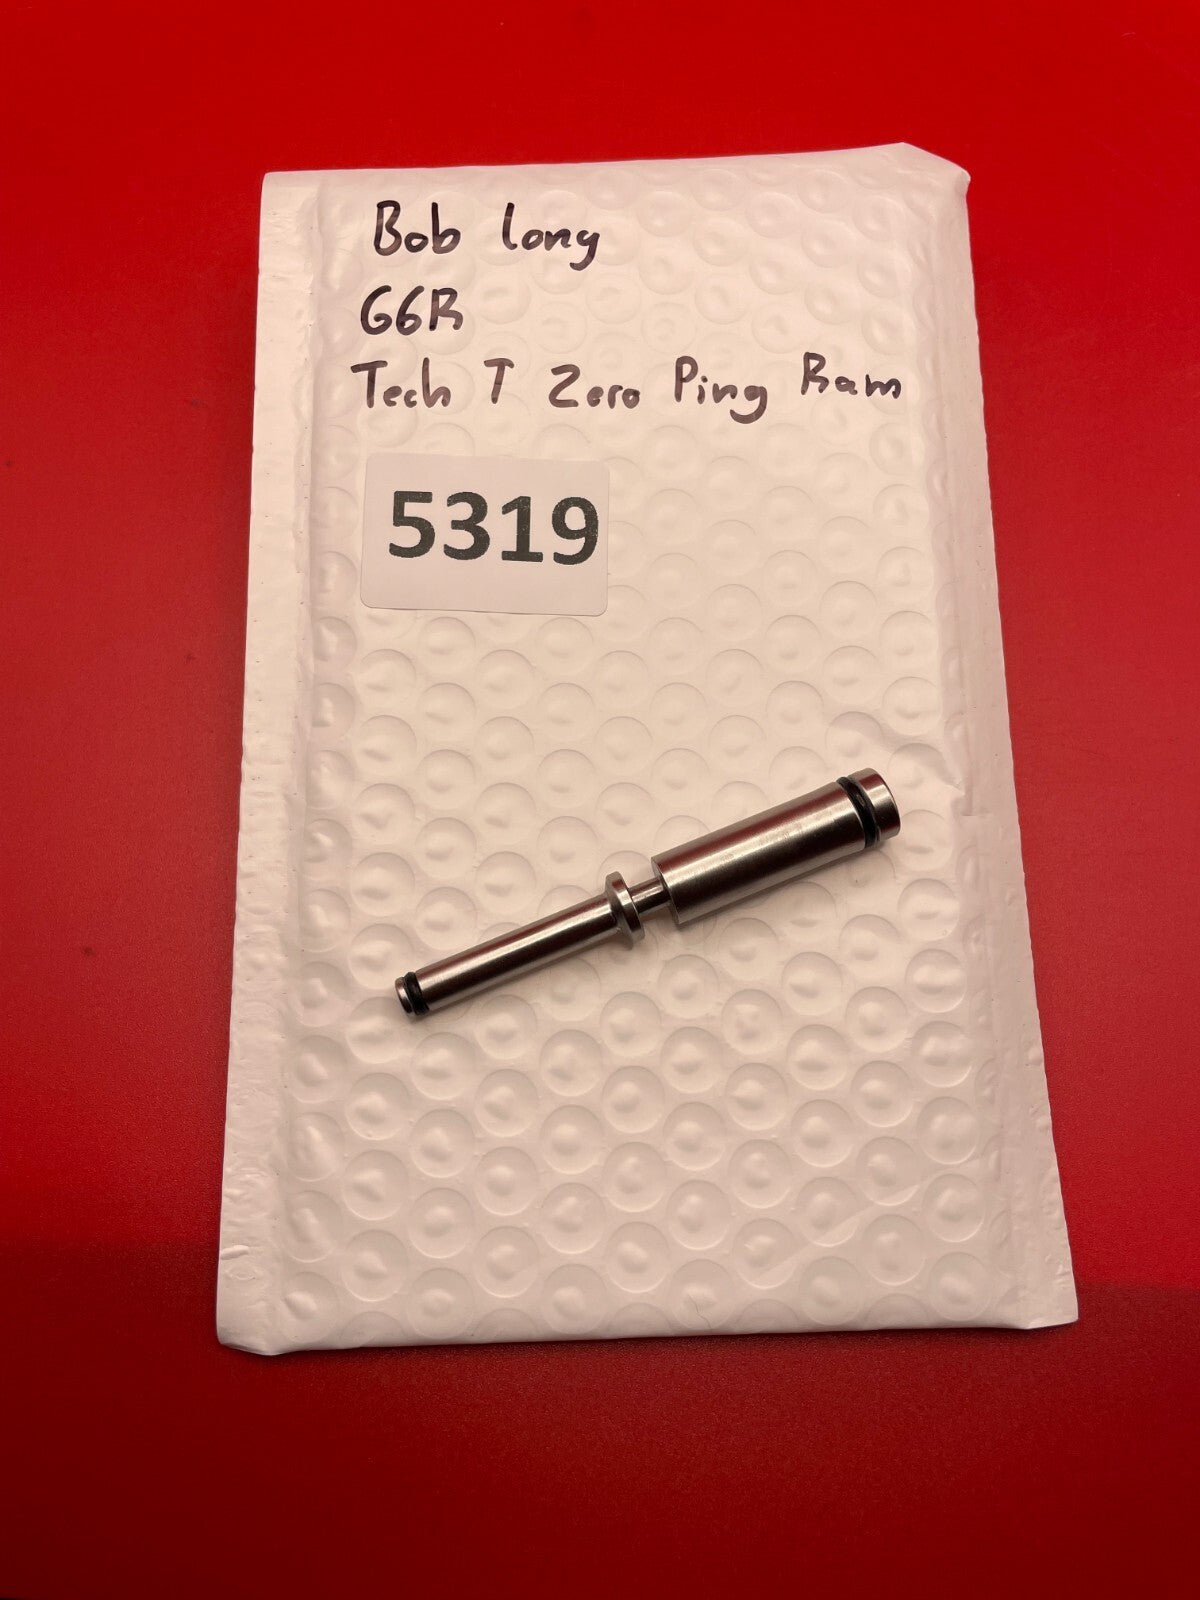 Bob Long
G6R
Tech T Zero Ping Ram
5319